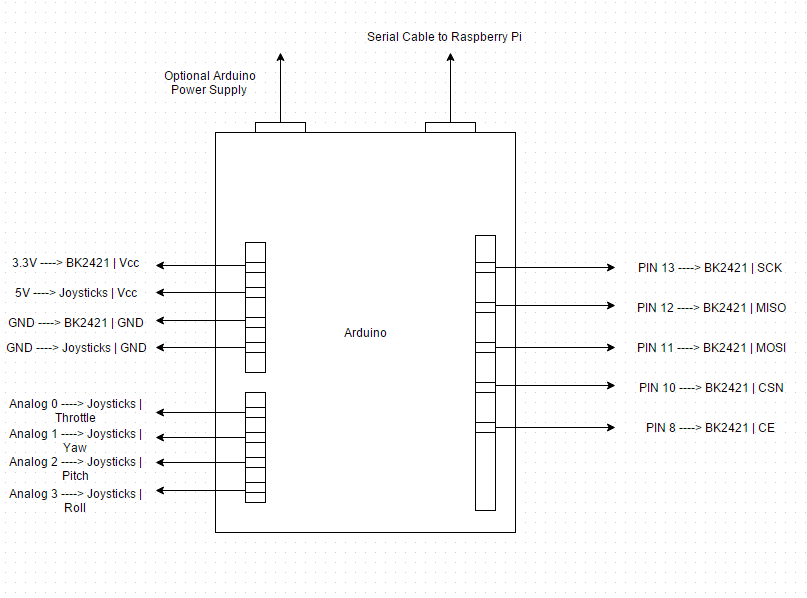 Serial Cable to Raspberry Pi
Optional Arduino
Power Supply
3.3V ----> BK2421 | Vcc
5V ----> Joysticks | Vcc
GND ----> BK2421 | GND
GND ----> Joysticks | GND
Analog 0 ----> Joysticks |
Throttle
Analog 1 ----> Joysticks |
Yaw
Analog 2 ----> Joysticks |
Pitch
Analog 3 ----> Joysticks |
Roll
Arduino
PIN 13 ----> BK2421 | SCK
PIN 12 ----> BK2421 | MISO
PIN 11 ----> BK2421 | MOSI
PIN 10 ----> BK2421 | CSN
PIN 8 ----> BK2421 | CE